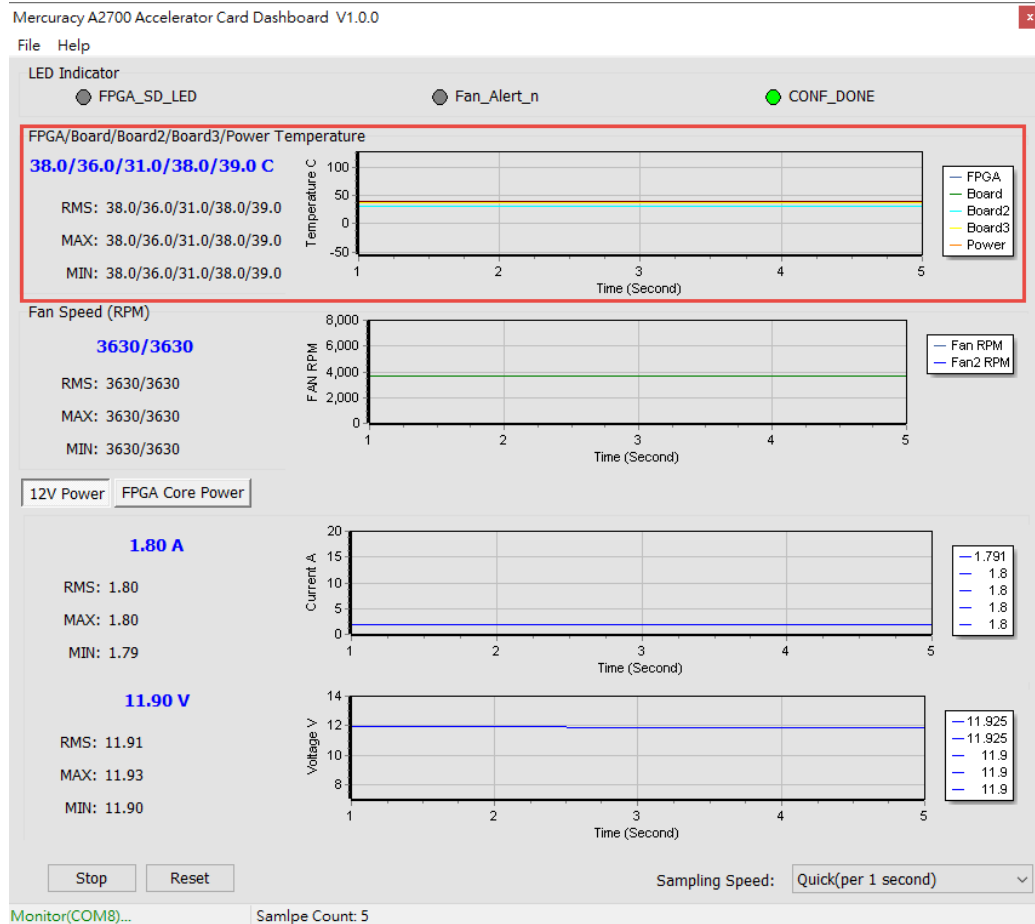 Mercuracy A2700 Accelerator Card Dashboard V1.0.0
x
File Help
LED Indicator
FPGA_SD_LED Fan_Alert_n CONF_DONE
FPGA/Board/Board2/Board3/Power Temperature
38.0/36.0/31.0/38.0/39.0 C
RMS: 38.0/36.0/31.0/38.0/39.0
MAX: 38.0/36.0/31.0/38.0/39.0
MIN: 38.0/36.0/31.0/38.0/39.0
Temperature C
100
50
0
-50
1 2 3 4 5
Time (Second)
FPGA
Board
Board2
Board3
Power
Fan Speed (RPM)
3630/3630
RMS: 3630/3630
MAX: 3630/3630
MIN: 3630/3630
FAN RPM
8,000
6,000
4,000
2,000
0
1 2 3 4 5
Time (Second)
Fan RPM
Fan2 RPM
12V Power FPGA Core Power
1.80 A
RMS: 1.80
MAX: 1.80
MIN: 1.79
Current A
20
15
10
5
0
1 2 3 4 5
Time (Second)
1.791
1.8
1.8
1.8
1.8
11.90 V
RMS: 11.91
MAX: 11.93
MIN: 11.90
Voltage V
14
12
10
8
1 2 3 4 5
Time (Second)
11.925
11.925
11.9
11.9
11.9
Stop Reset Sampling Speed: Quick(per 1 second)
Monitor(COM8)... Samlpe Count: 5